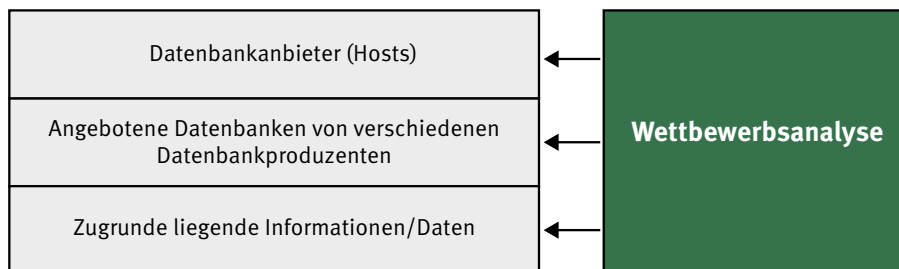 Datenbankanbieter (Hosts)
Angebotene Datenbanken von verschiedenen
Datenbankproduzenten
Zugrunde liegende Informationen/Daten
Wettbewerbsanalyse